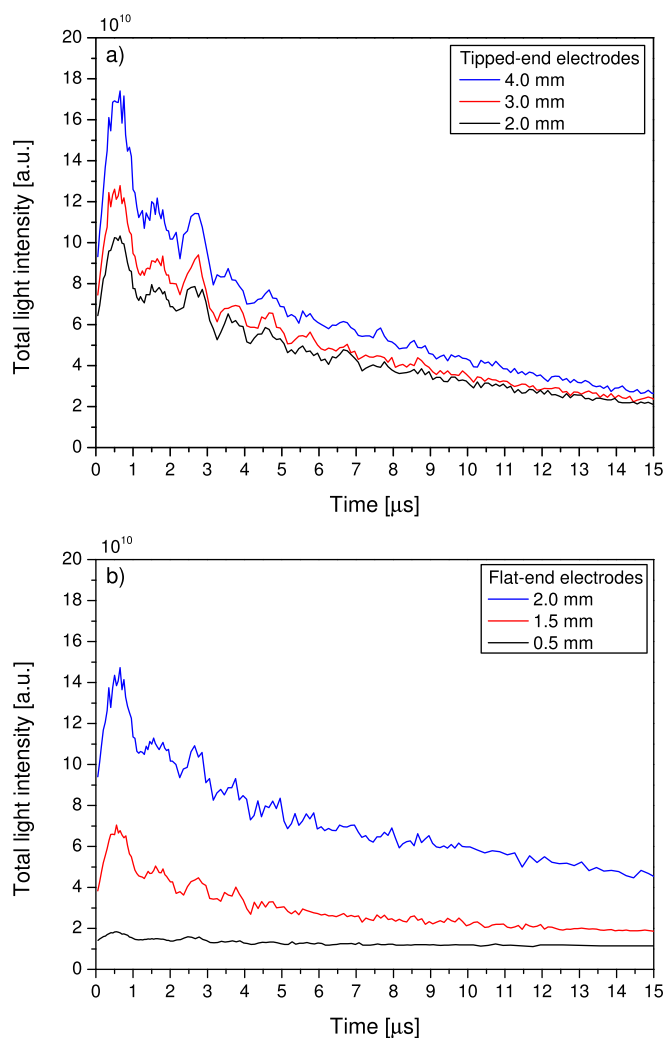 10^10
20
18
16
14
12
10
8
6
4
2
0
a)
Tipped-end electrodes
4.0 mm
3.0 mm
2.0 mm
Total light intensity [a.u.]
0 1 2 3 4 5 6 7 8 9 10 11 12 13 14 15
Time [μs]
10^10
20
18
16
14
12
10
8
6
4
2
0
b)
Flat-end electrodes
2.0 mm
1.5 mm
0.5 mm
Total light intensity [a.u.]
0 1 2 3 4 5 6 7 8 9 10 11 12 13 14 15
Time [μs]